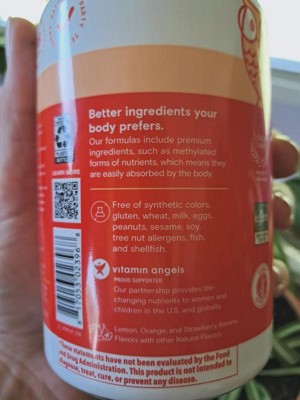 Better ingredients your
body prefers.
Our formulas include premium
ingredients, such as methylated
forms of nutrients, which means they
are easily absorbed by the body.
LEARN MORE
Free of synthetic colors,
gluten, wheat, milk, eggs,
peanuts, sesame, soy,
tree nut allergens, fish,
and shellfish.
vitamin angels
PROUD SUPPORTER
Our partnership provides life-
changing nutrients to women and
children in the U.S. and globally.
Lemon, Orange, and Strawberry Banana
Flavors with other Natural Flavors
*These statements have not been evaluated by the Food
and Drug Administration. This product is not intended to
diagnose, treat, cure, or prevent any disease.